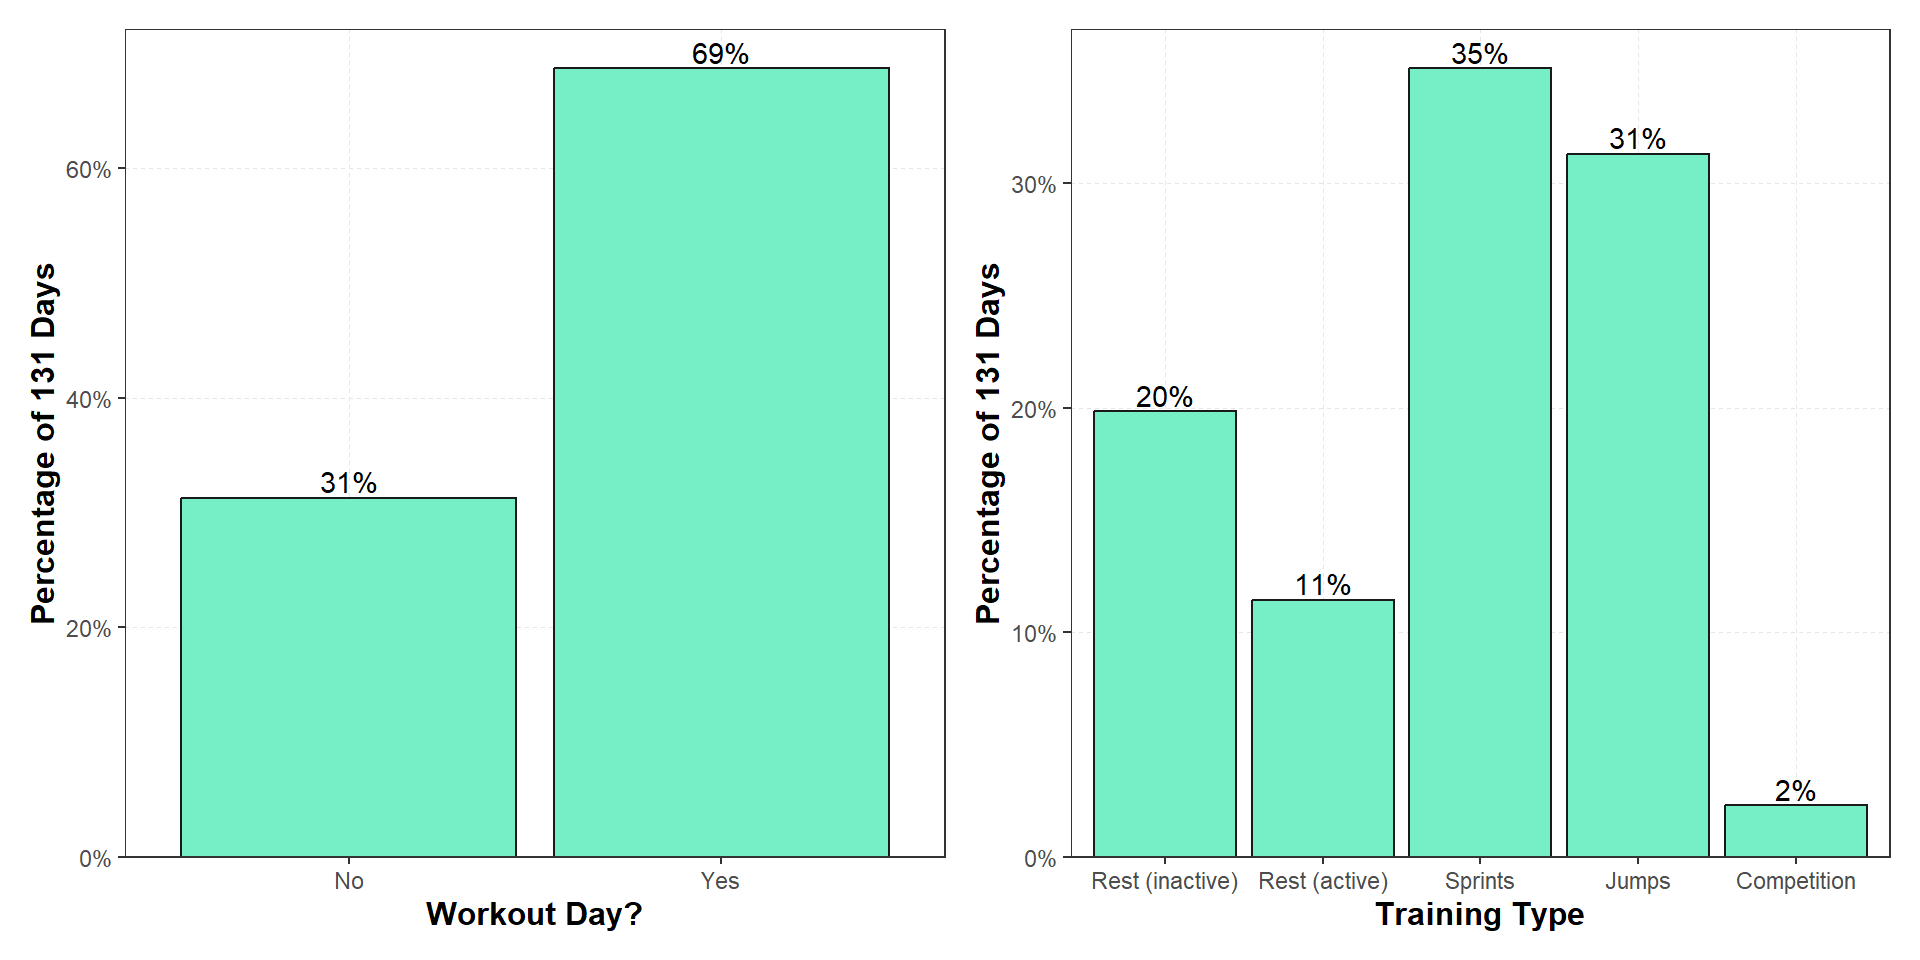 Percentage of 131 Days
60%
40%
20%
0%
69%
31%
No
Yes
Workout Day?
Percentage of 131 Days
30%
20%
10%
0%
20%
11%
35%
31%
2%
Rest (inactive)
Rest (active)
Sprints
Jumps
Competition
Training Type